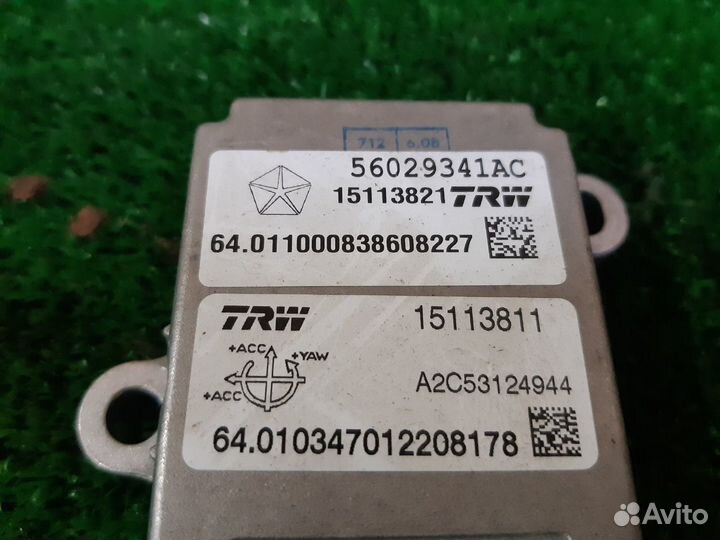 712 6.08
56029341AC
15113821 TRW
64.011000838608227
TRW 15113811
+ACC +YAW
+ACC
A2C53124944
64.010347012208178
Avito